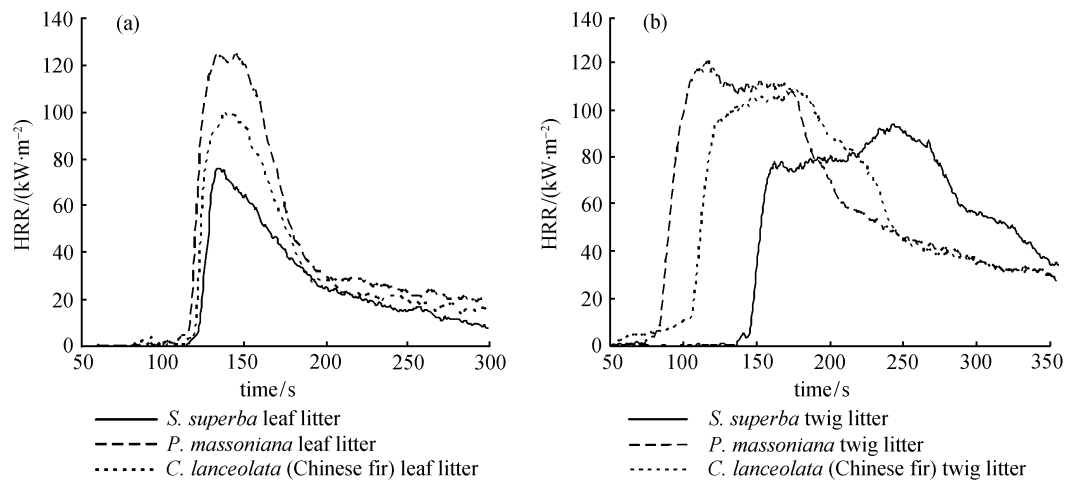 (a)
HRR/(kW·m−2)
140
120
100
80
60
40
20
0
50 100 150 200 250 300
time/s
S. superba leaf litter
P. massoniana leaf litter
C. lanceolata (Chinese fir) leaf litter
(b)
HRR/(kW·m−2)
140
120
100
80
60
40
20
0
50 100 150 200 250 300 350
time/s
S. superba twig litter
P. massoniana twig litter
C. lanceolata (Chinese fir) twig litter